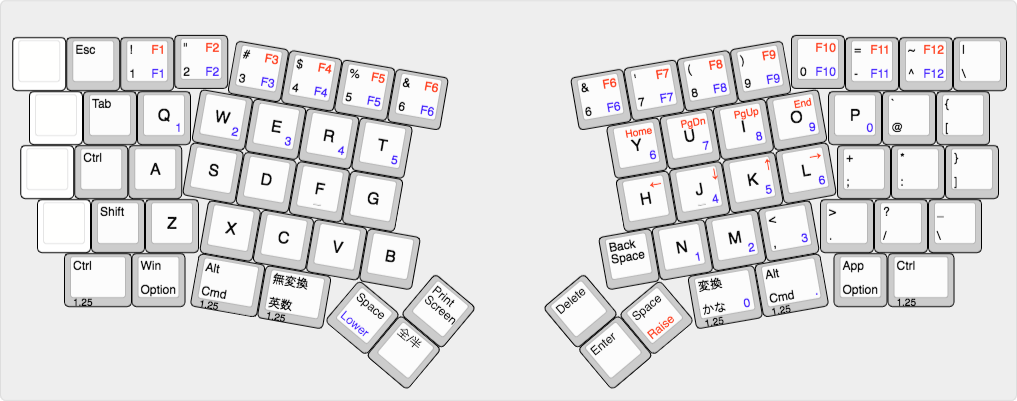 Esc
! F1
1 F1
" F2
2 F2
# F3
3 F3
$ F4
4 F4
% F5
5 F5
& F6
6 F6
Tab
Q 1
W 2
E 3
R 4
T 5
Ctrl
A
S
D
F
_
G
Shift
Z
X
C
V
B
Ctrl
1.25
Win
Option
Alt
Cmd
1.25
無変換
英数
1.25
Space
Lower
Print
Screen
全/半
& F6
6 F6
' F7
7 F7
( F8
8 F8
) F9
9 F9
F10
0 F10
= F11
- F11
~ F12
^ F12
|
\
Home
Y 6
PgDn
U 7
PgUp
I 8
End
O 9
P 0
`
@
{
[
H ←
J ↓
_ 4
K ↑
5
L →
6
+
;
*
:
}
]
Back
Space
N 1
M 2
<
, 3
>
.
?
/
_
\
Delete
Enter
Space
Raise
変換
かな 0
1.25
Alt
Cmd .
1.25
App
Option
Ctrl
1.25